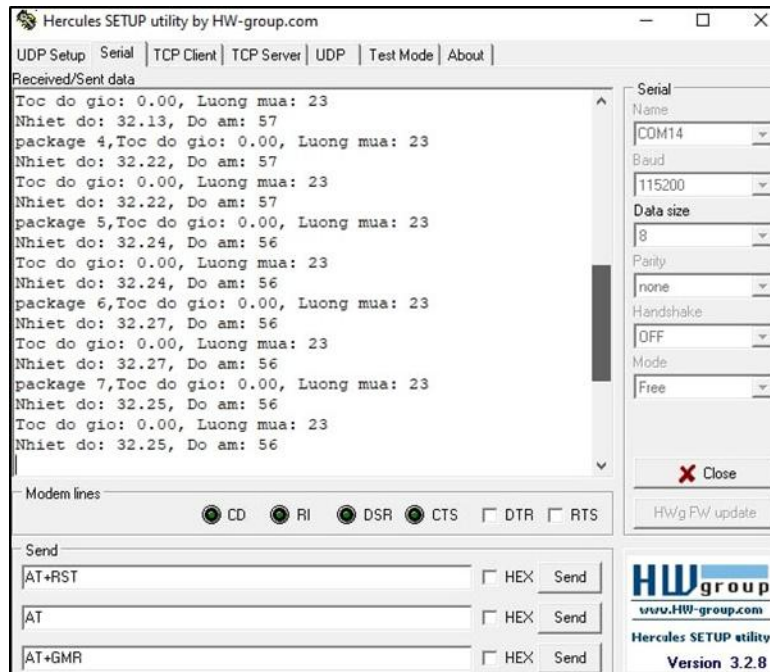 Hercules SETUP utility by HW-group.com
UDP Setup Serial TCP Client TCP Server UDP Test Mode About
Received/Sent data
Toc do gio: 0.00, Luong mua: 23
Nhiet do: 32.13, Do am: 57
package 4,Toc do gio: 0.00, Luong mua: 23
Nhiet do: 32.22, Do am: 57
Toc do gio: 0.00, Luong mua: 23
Nhiet do: 32.22, Do am: 57
package 5,Toc do gio: 0.00, Luong mua: 23
Nhiet do: 32.24, Do am: 56
Toc do gio: 0.00, Luong mua: 23
Nhiet do: 32.24, Do am: 56
package 6,Toc do gio: 0.00, Luong mua: 23
Nhiet do: 32.27, Do am: 56
Toc do gio: 0.00, Luong mua: 23
Nhiet do: 32.27, Do am: 56
package 7,Toc do gio: 0.00, Luong mua: 23
Nhiet do: 32.25, Do am: 56
Toc do gio: 0.00, Luong mua: 23
Nhiet do: 32.25, Do am: 56
Serial
Name
COM14
Baud
115200
Data size
8
Parity
none
Handshake
OFF
Mode
Free
Close
HWg FW update
Modem lines
CD RI DSR CTS DTR RTS
Send
AT+RST HEX Send
AT HEX Send
AT+GMR HEX Send
HW group
www.HW-group.com
Hercules SETUP utility
Version 3.2.8